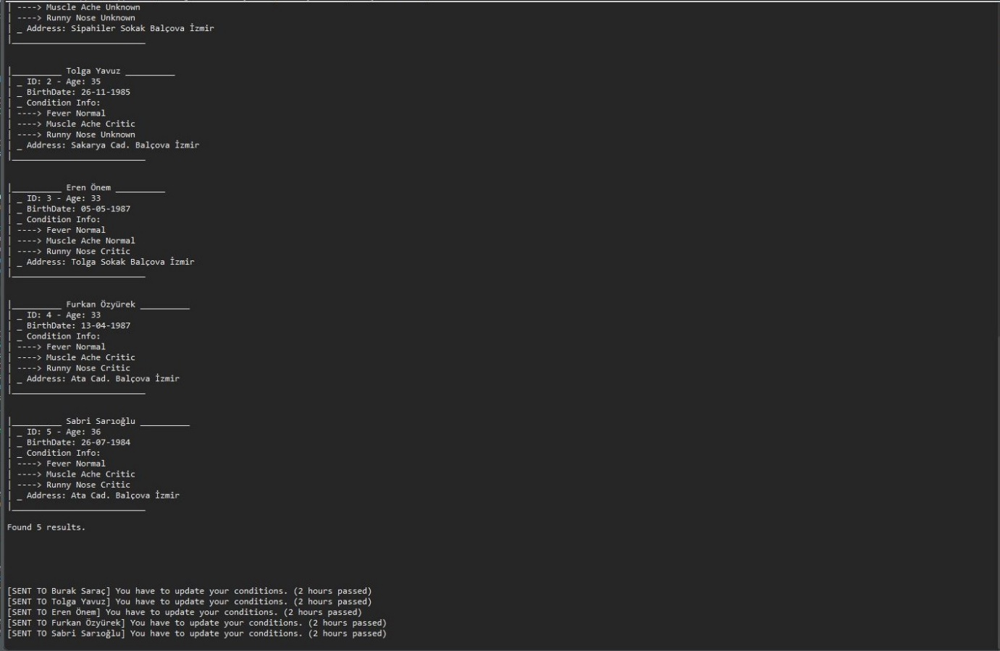 | ----> Muscle Ache Unknown
| ----> Runny Nose Unknown
| _ Address: Sipahiler Sokak Balçova İzmir
|___________________________
|__________ Tolga Yavuz __________
| _ ID: 2 - Age: 35
| _ BirthDate: 26-11-1985
| _ Condition Info:
| ----> Fever Normal
| ----> Muscle Ache Critic
| ----> Runny Nose Unknown
| _ Address: Sakarya Cad. Balçova İzmir
|___________________________
|__________ Eren Önem __________
| _ ID: 3 - Age: 33
| _ BirthDate: 05-05-1987
| _ Condition Info:
| ----> Fever Normal
| ----> Muscle Ache Normal
| ----> Runny Nose Critic
| _ Address: Tolga Sokak Balçova İzmir
|___________________________
|__________ Furkan Özyürek __________
| _ ID: 4 - Age: 33
| _ BirthDate: 13-04-1987
| _ Condition Info:
| ----> Fever Normal
| ----> Muscle Ache Critic
| ----> Runny Nose Critic
| _ Address: Ata Cad. Balçova İzmir
|___________________________
|__________ Sabri Sarıoğlu __________
| _ ID: 5 - Age: 36
| _ BirthDate: 26-07-1984
| _ Condition Info:
| ----> Fever Normal
| ----> Muscle Ache Critic
| ----> Runny Nose Critic
| _ Address: Ata Cad. Balçova İzmir
|___________________________
Found 5 results.
[SENT TO Burak Saraç] You have to update your conditions. (2 hours passed)
[SENT TO Tolga Yavuz] You have to update your conditions. (2 hours passed)
[SENT TO Eren Önem] You have to update your conditions. (2 hours passed)
[SENT TO Furkan Özyürek] You have to update your conditions. (2 hours passed)
[SENT TO Sabri Sarıoğlu] You have to update your conditions. (2 hours passed)